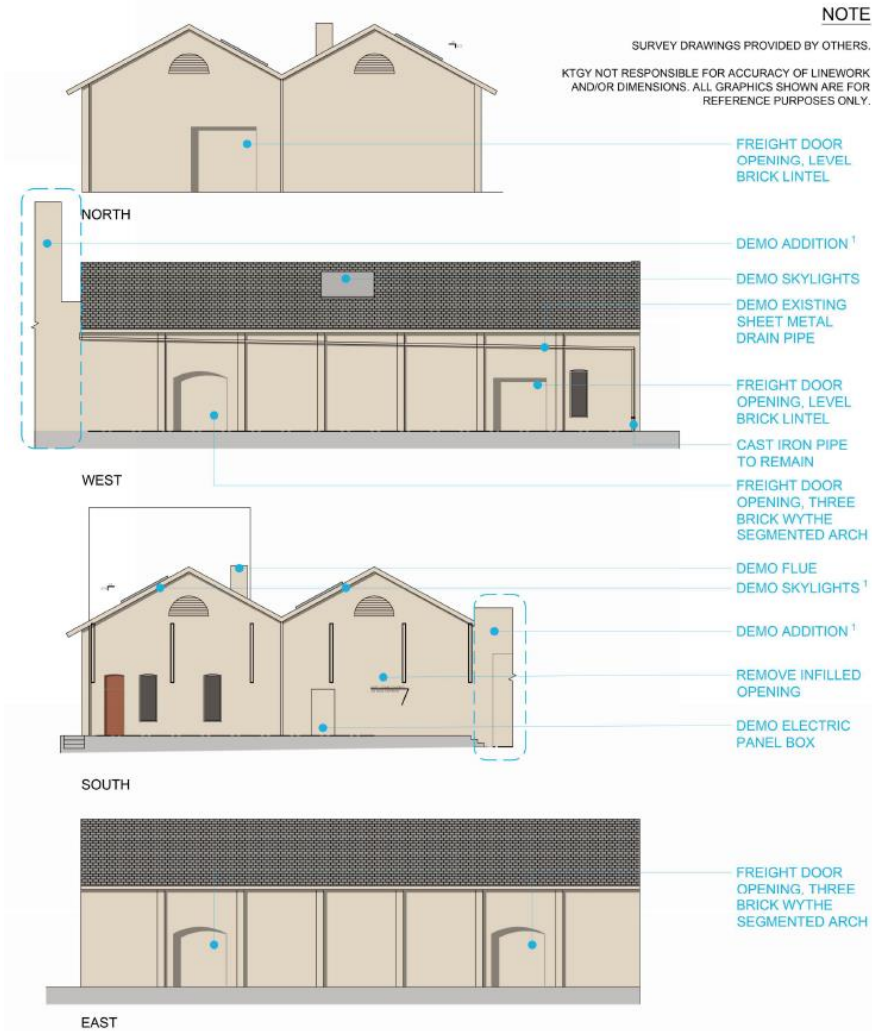 NOTE
SURVEY DRAWINGS PROVIDED BY OTHERS.
KTGY NOT RESPONSIBLE FOR ACCURACY OF LINEWORK
AND/OR DIMENSIONS. ALL GRAPHICS SHOWN ARE FOR
REFERENCE PURPOSES ONLY.
FREIGHT DOOR
OPENING, LEVEL
BRICK LINTEL
NORTH
DEMO ADDITION ¹
DEMO SKYLIGHTS
DEMO EXISTING
SHEET METAL
DRAIN PIPE
FREIGHT DOOR
OPENING, LEVEL
BRICK LINTEL
CAST IRON PIPE
TO REMAIN
WEST
FREIGHT DOOR
OPENING, THREE
BRICK WYTHE
SEGMENTED ARCH
DEMO FLUE
DEMO SKYLIGHTS ¹
DEMO ADDITION ¹
REMOVE INFILLED
OPENING
DEMO ELECTRIC
PANEL BOX
SOUTH
FREIGHT DOOR
OPENING, THREE
BRICK WYTHE
SEGMENTED ARCH
EAST